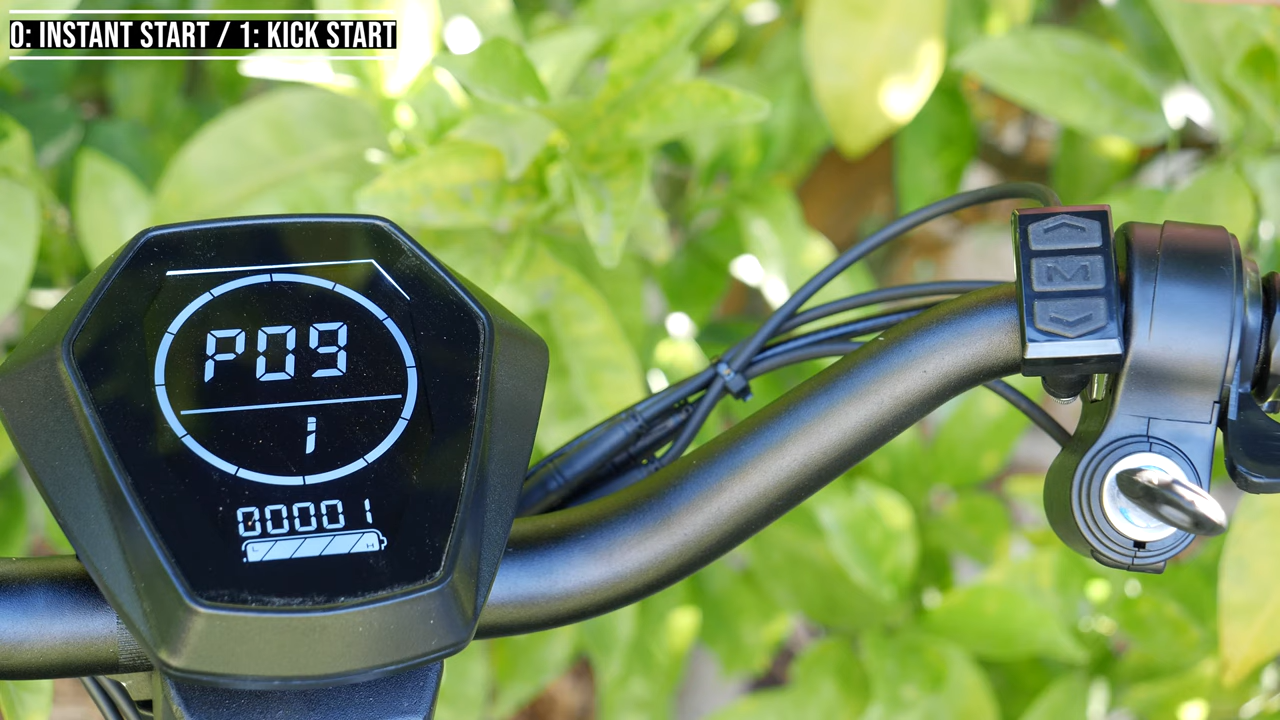 0: INSTANT START / 1: KICK START
P09
1
00001
L H
M